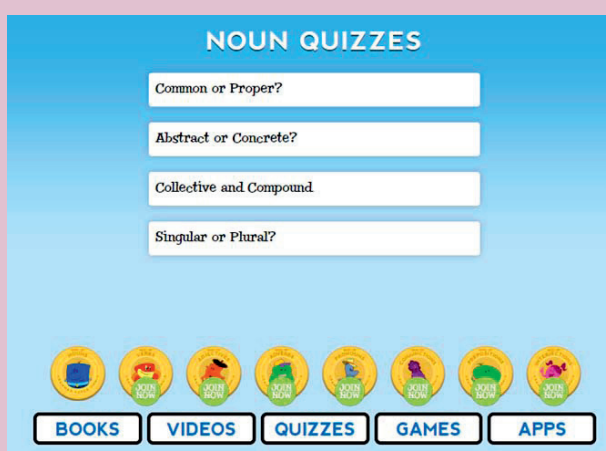 NOUN QUIZZES
Common or Proper?
Abstract or Concrete?
Collective and Compound
Singular or Plural?
JOIN NOW JOIN NOW JOIN NOW JOIN NOW JOIN NOW JOIN NOW JOIN NOW
BOOKS VIDEOS QUIZZES GAMES APPS